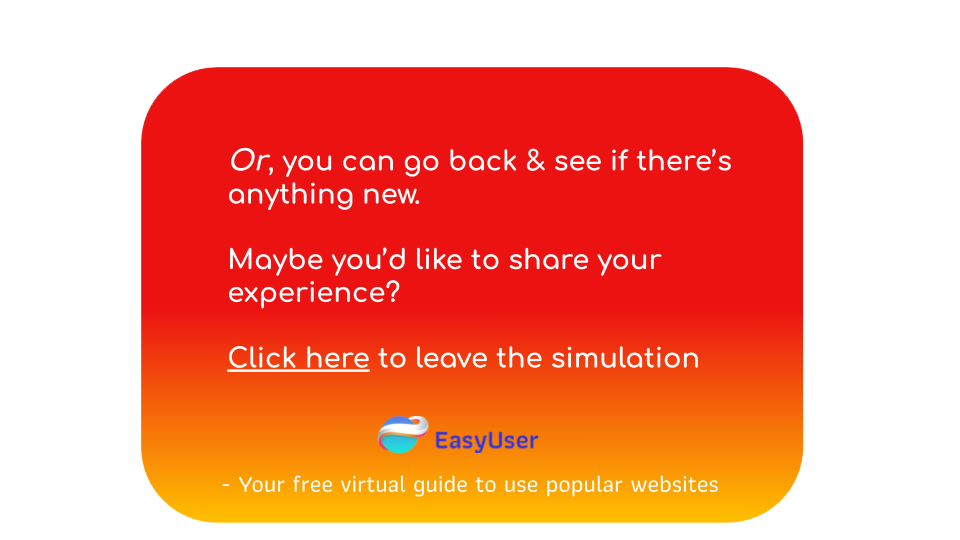 Or, you can go back & see if there's
anything new.
Maybe you'd like to share your
experience?
Click here to leave the simulation
EasyUser
- Your free virtual guide to use popular websites